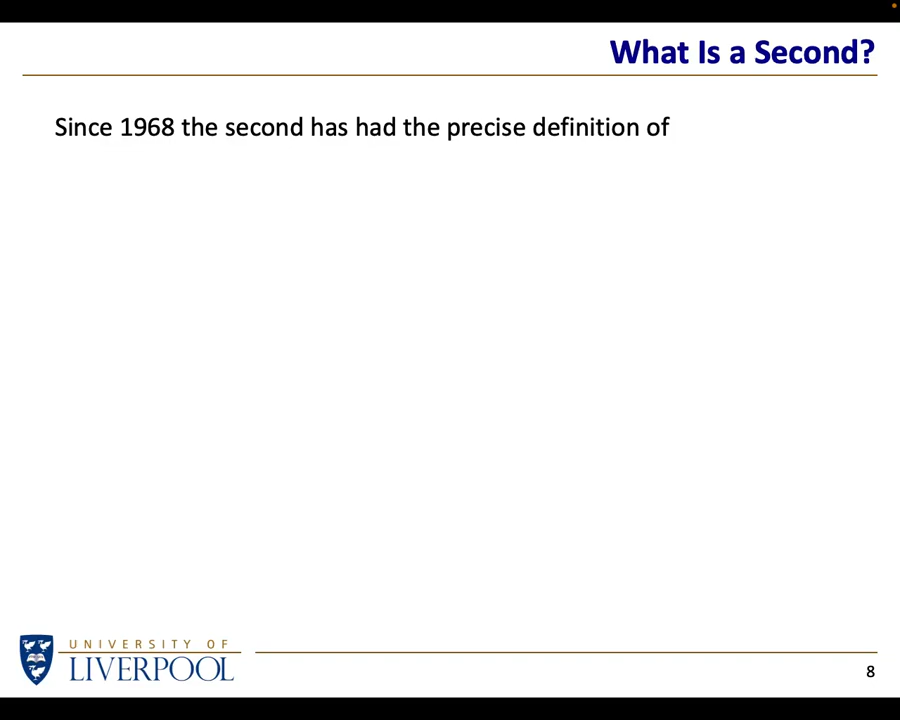 What Is a Second?
Since 1968 the second has had the precise definition of
UNIVERSITY OF
LIVERPOOL
8